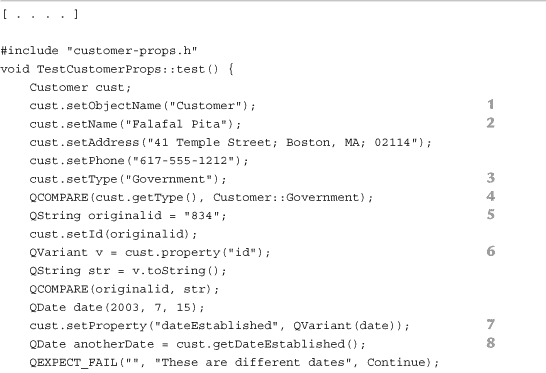 [ . . . . ]
#include "customer-props.h"
void TestCustomerProps::test() {
    Customer cust;
    cust.setObjectName("Customer"); 1
    cust.setName("Falafal Pita"); 2
    cust.setAddress("41 Temple Street; Boston, MA; 02114");
    cust.setPhone("617-555-1212");
    cust.setType("Government"); 3
    QCOMPARE(cust.getType(), Customer::Government); 4
    QString originalid = "834"; 5
    cust.setId(originalid);
    QVariant v = cust.property("id"); 6
    QString str = v.toString();
    QCOMPARE(originalid, str);
    QDate date(2003, 7, 15);
    cust.setProperty("dateEstablished", QVariant(date)); 7
    QDate anotherDate = cust.getDateEstablished(); 8
    QEXPECT_FAIL("", "These are different dates", Continue);